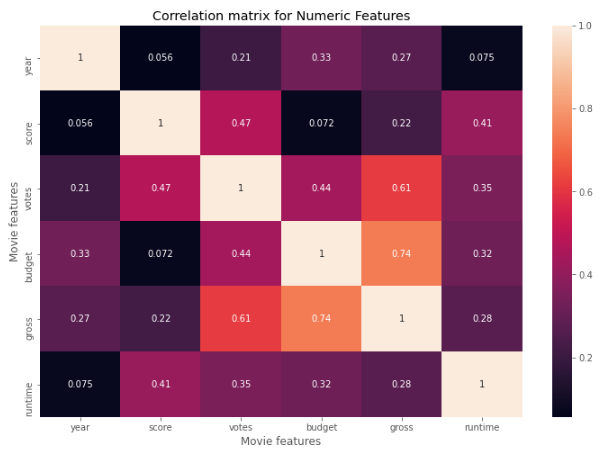 Correlation matrix for Numeric Features
year 1 0.056 0.21 0.33 0.27 0.075
score 0.056 1 0.47 0.072 0.22 0.41
votes 0.21 0.47 1 0.44 0.61 0.35
budget 0.33 0.072 0.44 1 0.74 0.32
gross 0.27 0.22 0.61 0.74 1 0.28
runtime 0.075 0.41 0.35 0.32 0.28 1
year score votes budget gross runtime
Movie features
Movie features
1.0
0.8
0.6
0.4
0.2